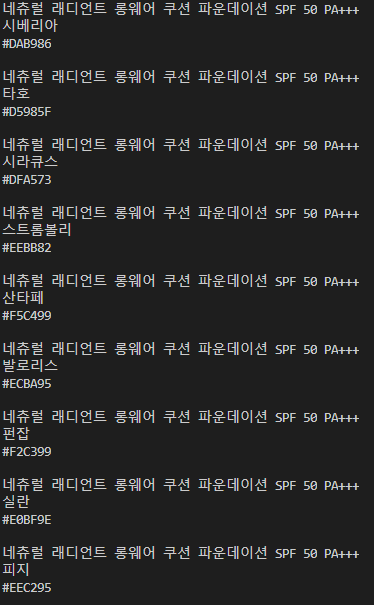 네츄럴 래디언트 롱웨어 쿠션 파운데이션 SPF 50 PA+++
시베리아
#DAB986
네츄럴 래디언트 롱웨어 쿠션 파운데이션 SPF 50 PA+++
타호
#D5985F
네츄럴 래디언트 롱웨어 쿠션 파운데이션 SPF 50 PA+++
시라큐스
#DFA573
네츄럴 래디언트 롱웨어 쿠션 파운데이션 SPF 50 PA+++
스트롬볼리
#EEBB82
네츄럴 래디언트 롱웨어 쿠션 파운데이션 SPF 50 PA+++
산타페
#F5C499
네츄럴 래디언트 롱웨어 쿠션 파운데이션 SPF 50 PA+++
발로리스
#ECBA95
네츄럴 래디언트 롱웨어 쿠션 파운데이션 SPF 50 PA+++
펀잡
#F2C399
네츄럴 래디언트 롱웨어 쿠션 파운데이션 SPF 50 PA+++
실란
#E0BF9E
네츄럴 래디언트 롱웨어 쿠션 파운데이션 SPF 50 PA+++
피지
#EEC295